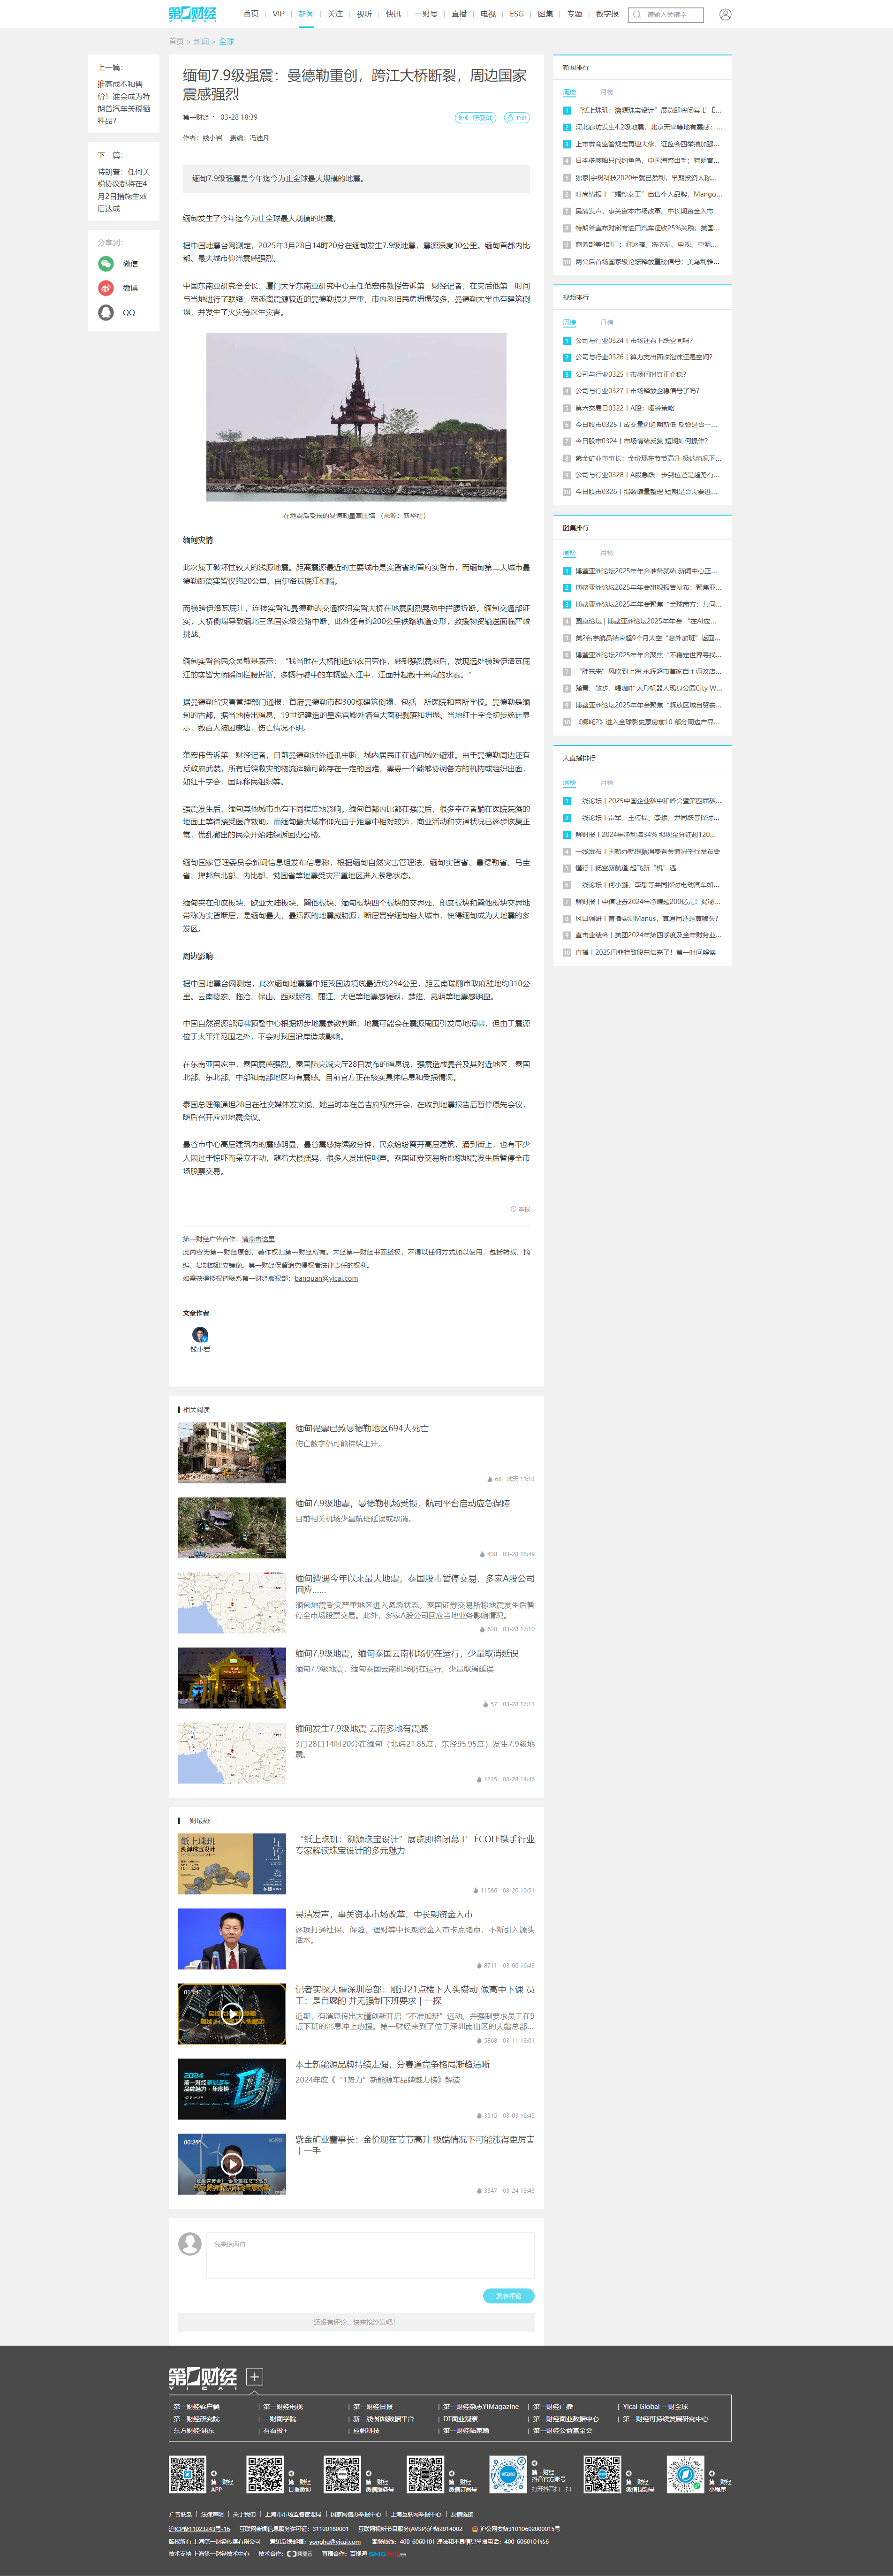 第一财经
YICAI
首页 | VIP | 新闻 | 关注 | 视听 | 快讯 | 一财号 | 直播 | 电视 | ESG | 图集 | 专题 | 数字报
请输入关键字
首页 > 新闻 > 全球
上一篇：
推高成本和售
价！谁会成为特
朗普汽车关税牺
牲品？
下一篇：
特朗普：任何关
税协议都将在4
月2日措施生效
后达成
分享到：
微信
微博
QQ
缅甸7.9级强震：曼德勒重创，跨江大桥断裂，周边国家
震感强烈
第一财经 • 03-28 18:39
听新闻
作者：钱小岩 责编：冯迪凡
缅甸7.9级强震是今年迄今为止全球最大规模的地震。
缅甸发生了今年迄今为止全球最大规模的地震。
据中国地震台网测定，2025年3月28日14时20分在缅甸发生7.9级地震，震源深度30公里。缅甸首都内比
都、最大城市仰光震感强烈。
中国东南亚研究会会长、厦门大学东南亚研究中心主任范宏伟教授告诉第一财经记者，在灾后他第一时间
与当地进行了联络，获悉离震源较近的曼德勒损失严重，市内老旧民房坍塌较多，曼德勒大学也有建筑倒
塌，并发生了火灾等次生灾害。
在地震后受损的曼德勒皇宫围墙 （来源：新华社）
缅甸灾情
此次属于破坏性较大的浅源地震。距离震源最近的主要城市是实皆省的首府实皆市，而缅甸第二大城市曼
德勒距离实皆仅约20公里，由伊洛瓦底江相隔。
而横跨伊洛瓦底江，连接实皆和曼德勒的交通枢纽实皆大桥在地震剧烈晃动中拦腰折断。缅甸交通部证
实，大桥倒塌导致缅北三条国家级公路中断，此外还有约200公里铁路轨道变形，救援物资输送面临严峻
挑战。
缅甸实皆省民众吴敏基表示：“我当时在大桥附近的农田劳作，感到强烈震感后，发现远处横跨伊洛瓦底
江的实皆大桥瞬间拦腰折断，多辆行驶中的车辆坠入江中，江面升起数十米高的水雾。”
据曼德勒省灾害管理部门通报，首府曼德勒市超300栋建筑倒塌，包括一所医院和两所学校。曼德勒是缅
甸的古都，据当地传出消息，19世纪建造的皇家宫殿外墙有大面积剥落和坍塌。当地红十字会初步统计显
示，数百人被困废墟，伤亡情况不明。
范宏伟告诉第一财经记者，目前曼德勒对外通讯中断，城内居民正在逃向城外避难。由于曼德勒周边还有
反政府武装，所有后续救灾的物流运输可能存在一定的困难，需要一个能够协调各方的机构或组织出面，
如红十字会，国际移民组织等。
强震发生后，缅甸其他城市也有不同程度地影响。缅甸首都内比都在强震后，很多幸存者躺在医院院落的
地面上等待接受医疗救助。而缅甸最大城市仰光由于距震中相对较远，商业活动和交通状况已逐步恢复正
常，慌乱撤出的民众开始陆续返回办公楼。
缅甸国家管理委员会新闻信息组发布信息称，根据缅甸自然灾害管理法，缅甸实皆省、曼德勒省、马圭
省、掸邦东北部、内比都、勃固省等地震受灾严重地区进入紧急状态。
缅甸夹在印度板块、欧亚大陆板块、巽他板块、缅甸板块四个板块的交界处，印度板块和巽他板块交界地
带称为实皆断层，是缅甸最大、最活跃的地震威胁源，断层贯穿缅甸各大城市，使得缅甸成为大地震的多
发区。
周边影响
据中国地震台网测定，此次缅甸地震震中距我国边境线最近约294公里，距云南瑞丽市政府驻地约310公
里。云南德宏、临沧、保山、西双版纳、丽江、大理等地震感强烈，楚雄、昆明等地震感明显。
中国自然资源部海啸预警中心根据初步地震参数判断，地震可能会在震源周围引发局地海啸，但由于震源
位于太平洋范围之外，不会对我国沿岸造成影响。
在东南亚国家中，泰国震感强烈。泰国防灾减灾厅28日发布的消息说，强震造成曼谷及其附近地区，泰国
北部、东北部、中部和南部地区均有震感。目前官方正在核实具体信息和受损情况。
泰国总理佩通坦28日在社交媒体发文说，她当时本在普吉府视察开会，在收到地震报告后暂停原先会议，
随后召开应对地震会议。
曼谷市中心高层建筑内的震感明显，曼谷震感持续数分钟，民众纷纷离开高层建筑，涌到街上，也有不少
人因过于惊吓而呆立不动，随着大楼摇晃，很多人发出惊叫声。泰国证券交易所也称地震发生后暂停全市
场股票交易。
举报
第一财经广告合作，请点击这里
此内容为第一财经原创，著作权归第一财经所有。未经第一财经书面授权，不得以任何方式加以使用，包括转载、摘
编、复制或建立镜像。第一财经保留追究侵权者法律责任的权利。
如需获得授权请联系第一财经版权部：banquan@yicai.com
文章作者
钱小岩
相关阅读
缅甸强震已致曼德勒地区694人死亡
伤亡数字仍可能持续上升。
68 昨天 11:13
缅甸7.9级地震，曼德勒机场受损，航司平台启动应急保障
目前相关机场少量航班延误或取消。
438 03-28 18:49
缅甸遭遇今年以来最大地震，泰国股市暂停交易、多家A股公司
回应……
缅甸地震受灾严重地区进入紧急状态。泰国证券交易所称地震发生后暂
停全市场股票交易。此外，多家A股公司回应当地业务影响情况。
628 03-28 17:10
缅甸7.9级地震，缅甸泰国云南机场仍在运行，少量取消延误
缅甸7.9级地震，缅甸泰国云南机场仍在运行，少量取消延误
57 03-28 17:11
缅甸发生7.9级地震 云南多地有震感
3月28日14时20分在缅甸（北纬21.85度，东经95.95度）发生7.9级地
震。
1235 03-28 14:46
一财最热
“纸上珠玑：溯源珠宝设计”展览即将闭幕 L'ÉCOLE携手行业
专家解读珠宝设计的多元魅力
11586 03-20 10:51
吴清发声，事关资本市场改革、中长期资金入市
逐项打通社保、保险、理财等中长期资金入市卡点堵点，不断引入源头
活水。
8711 03-06 16:43
记者实探大疆深圳总部：刚过21点楼下人头攒动 像高中下课 员
工：是自愿的 并无强制下班要求｜一探
近期，有消息传出大疆创新开启“不准加班”运动，并强制要求员工在9
点下班的消息冲上热搜。第一财经来到了位于深圳南山区的大疆总部...
5868 03-11 13:01
本土新能源品牌持续走强，分赛道竞争格局渐趋清晰
2024年度《“1势力”新能源车品牌魅力榜》解读
3515 03-03 16:45
紫金矿业董事长：金价现在节节高升 极端情况下可能涨得更厉害
｜一手
3347 03-24 13:43
我来说两句
发表评论
还没有评论，快来抢沙发吧！
新闻排行
周榜 月榜
1 “纸上珠玑：溯源珠宝设计”展览即将闭幕 L'É...
2 河北廊坊发生4.2级地震，北京天津等地有震感；...
3 上市券商监管规定再迎大修，证监会四举措加强...
4 日本多艘船只闯钓鱼岛，中国海警出手；特朗普...
5 独家|宇树科技2020年就已盈利，早期投资人称...
6 时尚情报丨“婚纱女王”出售个人品牌，Mango...
7 吴清发声，事关资本市场改革、中长期资金入市
8 特朗普宣布对所有进口汽车征收25%关税；美国...
9 商务部等4部门：对冰箱、洗衣机、电视、空调...
10 两会后首场国家级论坛释放重磅信号；美乌利雅...
视频排行
周榜 月榜
1 公司与行业0324丨市场还有下跌空间吗？
2 公司与行业0326丨算力支出面临泡沫还是空间？
3 公司与行业0325丨市场何时真正企稳？
4 公司与行业0327丨市场释放企稳信号了吗？
5 第六交易日0322丨A股：哑铃策略
6 今日股市0325丨成交量创近期新低 反弹是否一...
7 今日股市0324丨市场情绪反复 短期如何操作？
8 紫金矿业董事长：金价现在节节高升 极端情况下...
9 公司与行业0328丨A股急跌一步到位还是趋势有...
10 今日股市0326丨指数缩量整理 短期是否需要进...
图集排行
周榜 月榜
1 博鳌亚洲论坛2025年年会准备就绪 新闻中心正...
2 博鳌亚洲论坛2025年年会旗舰报告发布：聚焦亚...
3 博鳌亚洲论坛2025年年会聚焦“全球南方：共同...
4 圆桌论坛 | 博鳌亚洲论坛2025年年会 “在AI应...
5 美2名宇航员结束超9个月太空“意外加班”返回...
6 博鳌亚洲论坛2025年年会聚焦“不稳定世界寻找...
7 “胖东来”风吹到上海 永辉超市首家自主调改店...
8 踏青、散步、喝咖啡 人形机器人现身公园City W...
9 博鳌亚洲论坛2025年年会聚焦“释放区域自贸安...
10 《哪吒2》进入全球影史票房前10 部分周边产品...
大直播排行
周榜 月榜
1 一线论坛丨2025中国企业碳中和峰会暨第四届碳...
2 一线论坛丨雷军、王传福、李斌、尹同跃等探讨...
3 解财报丨2024年净利增34% 拟现金分红超120...
4 一线发布丨国新办就提振消费有关情况举行发布会
5 懂行丨低空新航道 起飞新“机”遇
6 一线论坛丨何小鹏、李想等共同探讨电动汽车如...
7 解财报丨中信证券2024年净赚超200亿元！揭秘...
8 风口调研丨直播实测Manus，真通用还是真噱头？
9 直击业绩会丨美团2024年第四季度及全年财务业...
10 直播丨2025巴菲特致股东信来了！第一时间解读
第一财经
YICAI
第一财经客户端 | 第一财经电视 | 第一财经日报 | 第一财经杂志YiMagazine | 第一财经广播 | Yicai Global 一财全球
第一财经研究院 | 一财商学院 | 新一线·知城数据平台 | DT商业观察 | 第一财经商业数据中心 | 第一财经可持续发展研究中心
东方财经·浦东 | 有看投+ | 应帆科技 | 第一财经陆家嘴 | 第一财经公益基金会
第一财经
APP
第一财经
日报微博
第一财经
微信服务号
第一财经
微信订阅号
第一财经
抖音官方账号
打开抖音扫一扫
第一财经
微信视频号
第一财经
小程序
广告联系 | 法律声明 | 关于我们 | 上海市市场监督管理局 | 国家网信办举报中心 | 上海互联网举报中心 | 友情链接
沪ICP备11023243号-16 互联网新闻信息服务许可证：31120180001 互联网视听节目服务(AVSP):沪备2014002 沪公网安备31010602000015号
版权所有 上海第一财经传媒有限公司 意见反馈邮箱：yonghu@yicai.com 客服热线：400-6060101 违法和不良信息举报电话：400-6060101转6
技术支持 上海第一财经技术中心 技术合作：阿里云 直播合作：百视通